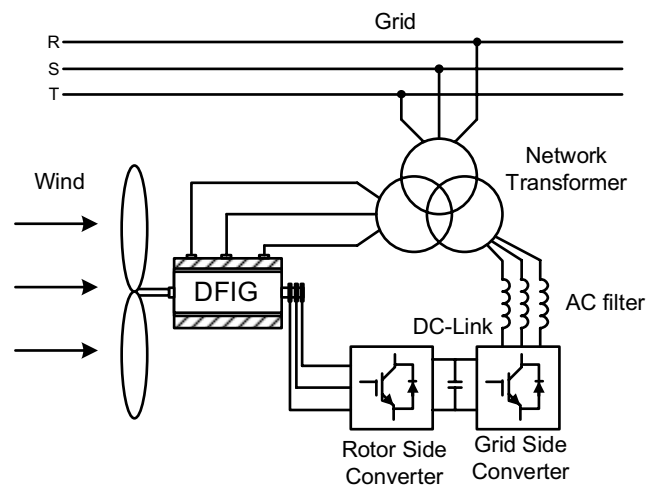 Grid
R
S
T
Network
Transformer
Wind
DFIG
DC-Link
AC filter
Rotor Side
Converter
Grid Side
Converter